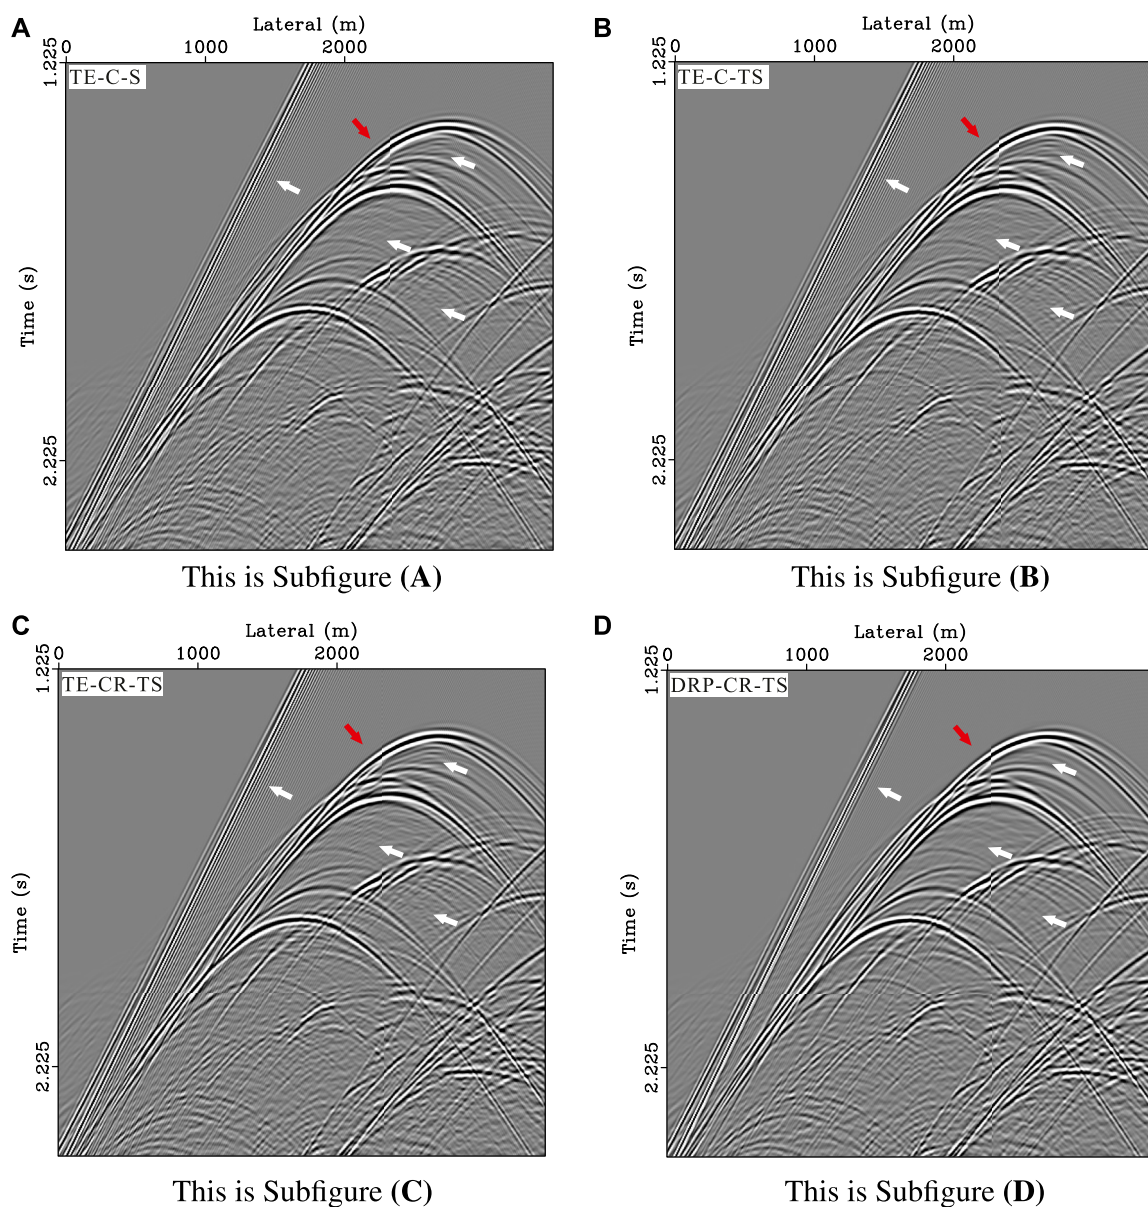 A
Lateral (m)
0 1000 2000
1.225
TE-C-S
Time (s)
2.225
This is Subfigure (A)
B
Lateral (m)
0 1000 2000
1.225
TE-C-TS
Time (s)
2.225
This is Subfigure (B)
C
Lateral (m)
0 1000 2000
1.225
TE-CR-TS
Time (s)
2.225
This is Subfigure (C)
D
Lateral (m)
0 1000 2000
1.225
DRP-CR-TS
Time (s)
2.225
This is Subfigure (D)